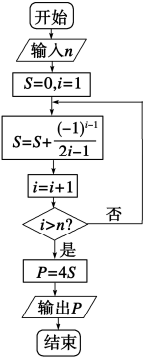 开始
输入n
S=0,i=1
S=S+\frac{(-1)^{i-1}}{2i-1}
i=i+1
i>n?
否
是
P=4S
输出P
结束